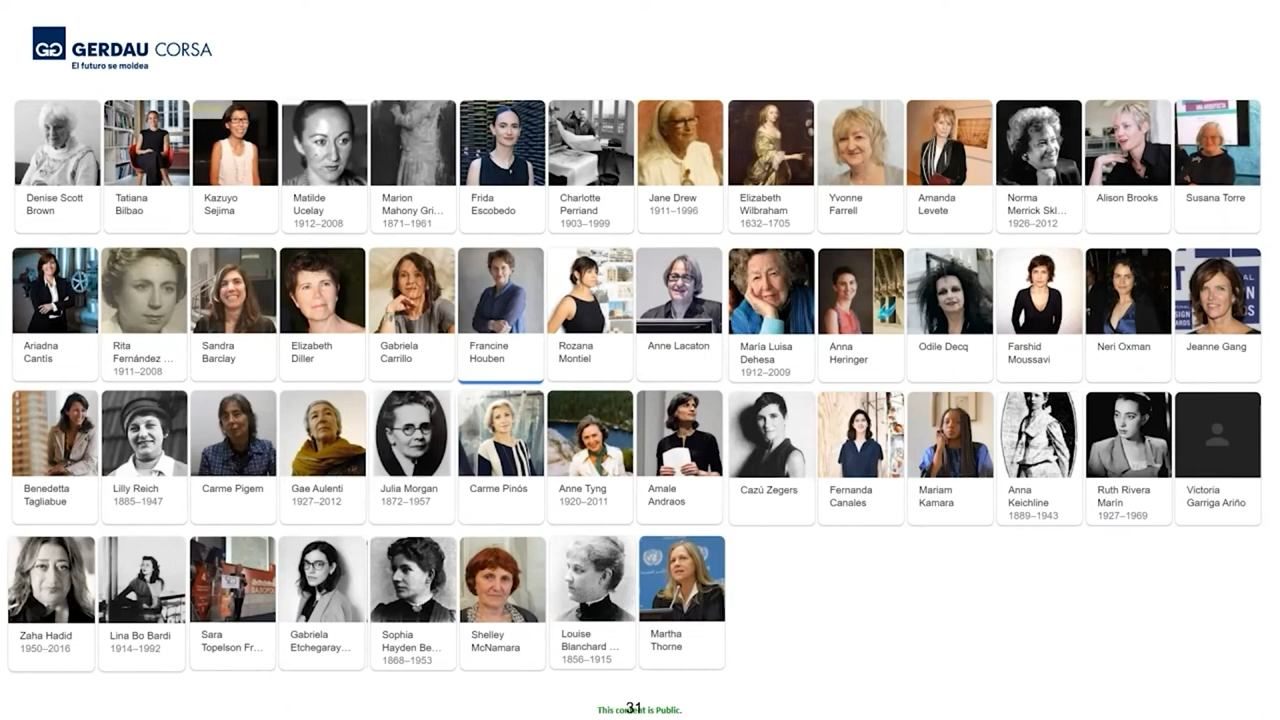 GG GERDAU CORSA
El futuro se moldea
Denise Scott
Brown
Tatiana
Bilbao
Kazuyo
Sejima
Matilde
Ucelay
1912–2008
Marion
Mahony Gri...
1871–1961
Frida
Escobedo
Charlotte
Perriand
1903–1999
Jane Drew
1911–1996
Elizabeth
Wilbraham
1632–1705
Yvonne
Farrell
Amanda
Levete
Norma
Merrick Skl...
1926–2012
Alison Brooks
Susana Torre
Ariadna
Cantis
Rita
Fernández ...
1911–2008
Sandra
Barclay
Elizabeth
Diller
Gabriela
Carrillo
Francine
Houben
Rozana
Montiel
Anne Lacaton
María Luisa
Dehesa
1912–2009
Anna
Heringer
Odile Decq
Farshid
Moussavi
Neri Oxman
Jeanne Gang
Benedetta
Tagliabue
Lilly Reich
1885–1947
Carme Pigem
Gae Aulenti
1927–2012
Julia Morgan
1872–1957
Carme Pinós
Anne Tyng
1920–2011
Amale
Andraos
Cazú Zegers
Fernanda
Canales
Mariam
Kamara
Anna
Keichline
1889–1943
Ruth Rivera
Marín
1927–1969
Victoria
Garriga Ariño
Zaha Hadid
1950–2016
Lina Bo Bardi
1914–1992
Sara
Topelson Fr...
Gabriela
Etchegaray...
Sophia
Hayden Be...
1868–1953
Shelley
McNamara
Louise
Blanchard ...
1856–1915
Martha
Thorne
31
This content is Public.